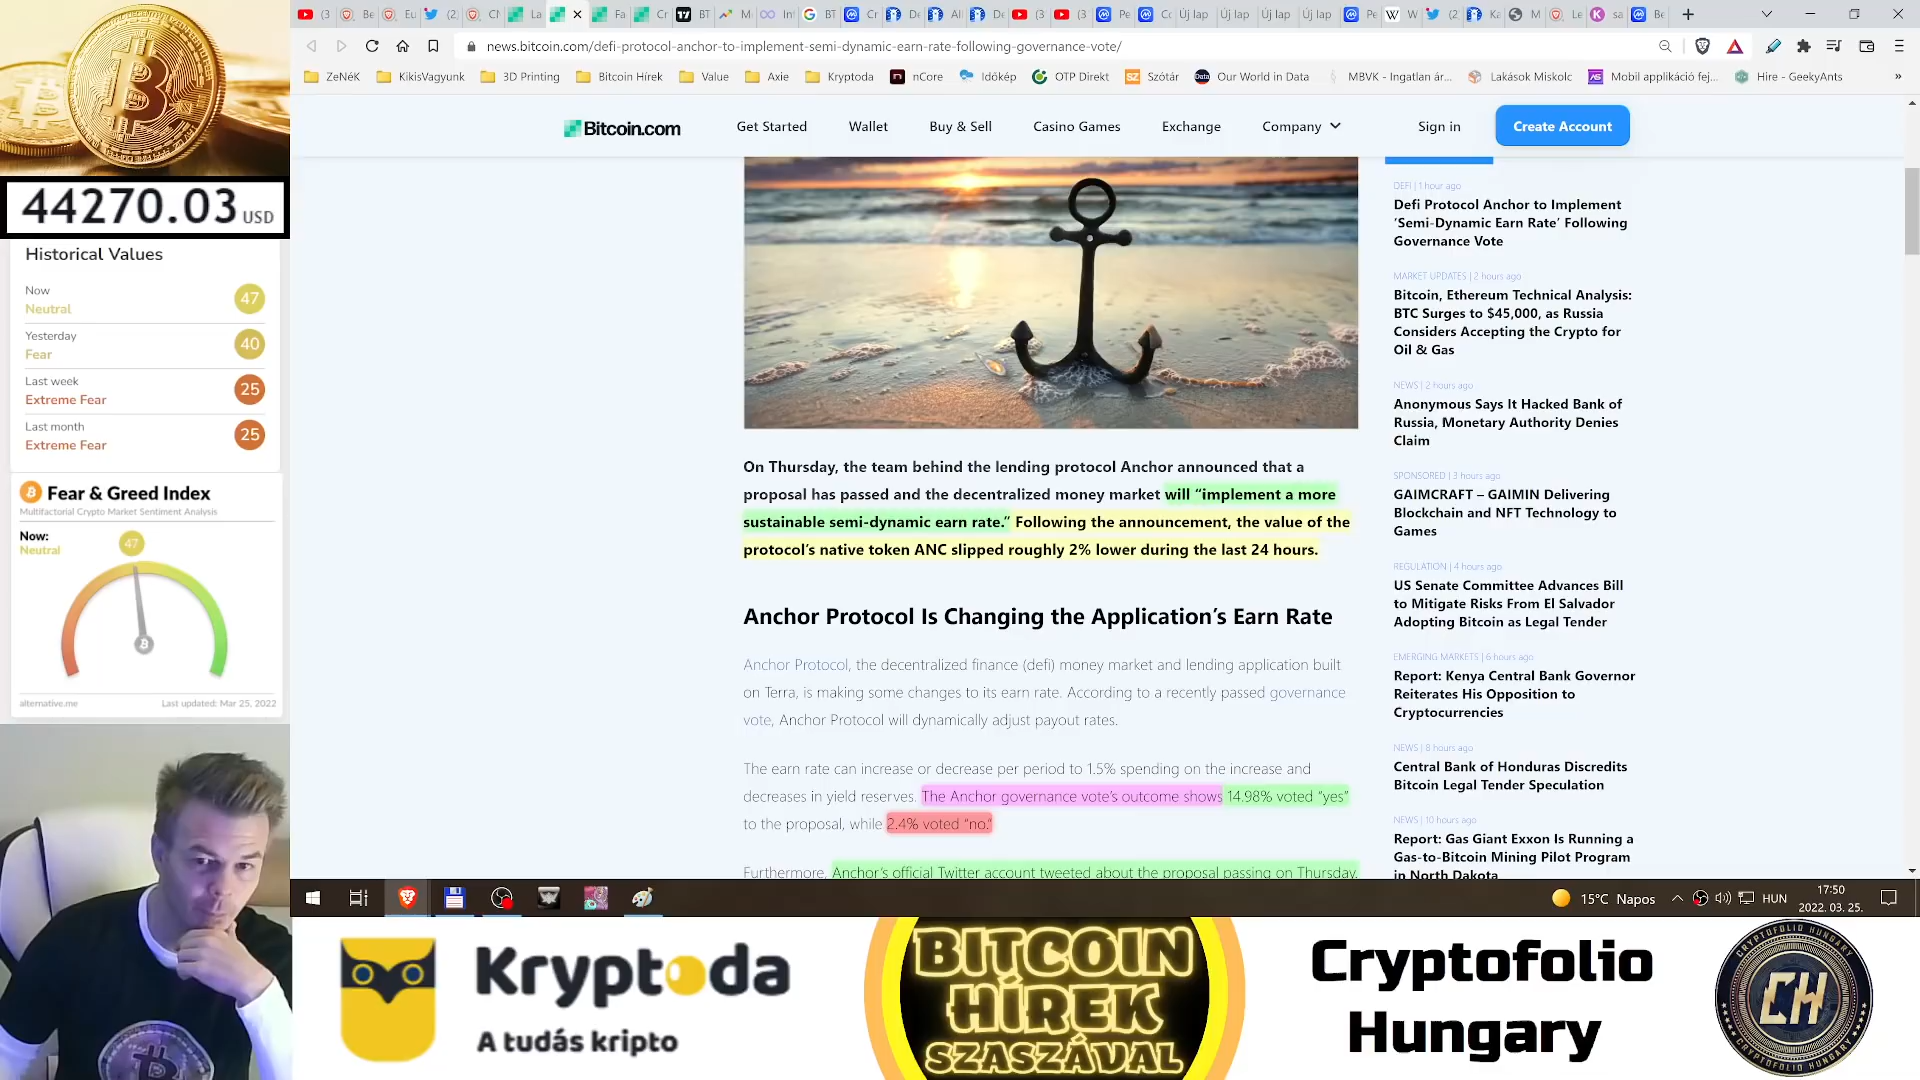 44270.03 USD
Historical Values
Now
Neutral
47
Yesterday
Fear
40
Last week
Extreme Fear
25
Last month
Extreme Fear
25
Fear & Greed Index
Multifactorial Crypto Market Sentiment Analysis
Now:
Neutral
47
alternative.me
Last updated: Mar 25, 2022
news.bitcoin.com/defi-protocol-anchor-to-implement-semi-dynamic-earn-rate-following-governance-vote/
ZeNéK
KikisVagyunk
3D Printing
Bitcoin Hírek
Value
Axie
Kryptoda
nCore
Időkép
OTP Direkt
Szótár
Our World in Data
MBVK - Ingatlan ár...
Lakások Miskolc
Mobil applikáció fej...
Hire - GeekyAnts
Bitcoin.com
Get Started
Wallet
Buy & Sell
Casino Games
Exchange
Company
Sign in
Create Account
On Thursday, the team behind the lending protocol Anchor announced that a
proposal has passed and the decentralized money market will “implement a more
sustainable semi-dynamic earn rate.” Following the announcement, the value of the
protocol’s native token ANC slipped roughly 2% lower during the last 24 hours.
Anchor Protocol Is Changing the Application’s Earn Rate
Anchor Protocol, the decentralized finance (defi) money market and lending application built
on Terra, is making some changes to its earn rate. According to a recently passed governance
vote, Anchor Protocol will dynamically adjust payout rates.
The earn rate can increase or decrease per period to 1.5% spending on the increase and
decreases in yield reserves. The Anchor governance vote’s outcome shows 14.98% voted “yes”
to the proposal, while 2.4% voted “no.”
Furthermore, Anchor’s official Twitter account tweeted about the proposal passing on Thursday.
DEFI | 1 hour ago
Defi Protocol Anchor to Implement
‘Semi-Dynamic Earn Rate’ Following
Governance Vote
MARKET UPDATES | 2 hours ago
Bitcoin, Ethereum Technical Analysis:
BTC Surges to $45,000, as Russia
Considers Accepting the Crypto for
Oil & Gas
NEWS | 2 hours ago
Anonymous Says It Hacked Bank of
Russia, Monetary Authority Denies
Claim
SPONSORED | 3 hours ago
GAIMCRAFT – GAIMIN Delivering
Blockchain and NFT Technology to
Games
REGULATION | 4 hours ago
US Senate Committee Advances Bill
to Mitigate Risks From El Salvador
Adopting Bitcoin as Legal Tender
EMERGING MARKETS | 6 hours ago
Report: Kenya Central Bank Governor
Reiterates His Opposition to
Cryptocurrencies
NEWS | 8 hours ago
Central Bank of Honduras Discredits
Bitcoin Legal Tender Speculation
NEWS | 10 hours ago
Report: Gas Giant Exxon Is Running a
Gas-to-Bitcoin Mining Pilot Program
in North Dakota
15°C Napos
HUN
17:50
2022. 03. 25.
Kryptoda
A tudás kripto
BITCOIN
HÍREK
SZASZÁVAL
Cryptofolio
Hungary
CRYPTOFOLIO HUNGARY
CH
CRYPTOFOLIO HUNGARY